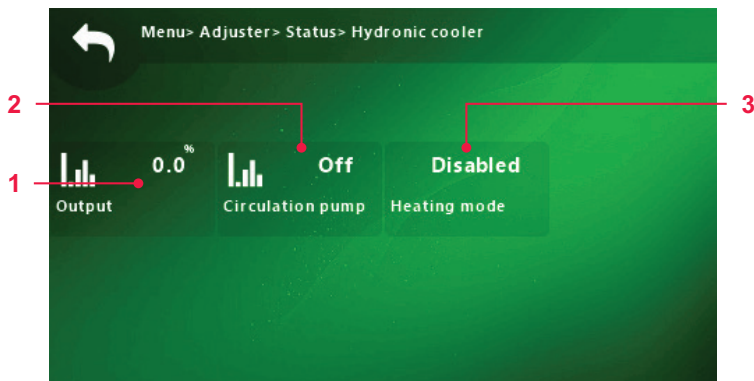 Menu> Adjuster> Status> Hydronic cooler
2
3
1
0.0 %
Output
Off
Circulation pump
Disabled
Heating mode